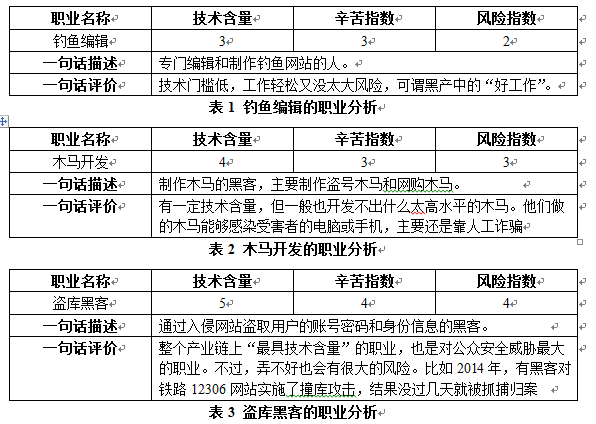 职业名称 技术含量 辛苦指数 风险指数
钓鱼编辑 3 3 2
一句话描述 专门编辑和制作钓鱼网站的人。
一句话评价 技术门槛低，工作轻松又没太大风险，可谓黑产中的“好工作”。
表 1 钓鱼编辑的职业分析
职业名称 技术含量 辛苦指数 风险指数
木马开发 4 3 3
一句话描述 制作木马的黑客，主要制作盗号木马和网购木马。
一句话评价 有一定技术含量，但一般也开发不出什么太高水平的木马。他们做
的木马能够感染受害者的电脑或手机，主要还是靠人工诈骗
表 2 木马开发的职业分析
职业名称 技术含量 辛苦指数 风险指数
盗库黑客 5 4 4
一句话描述 通过入侵网站盗取用户的账号密码和身份信息的黑客。
一句话评价 整个产业链上“最具技术含量”的职业，也是对公众安全威胁最大
的职业。不过，弄不好也会有很大的风险。比如 2014 年，有黑客对
铁路 12306 网站实施了撞库攻击，结果没过几天就被抓捕归案
表 3 盗库黑客的职业分析